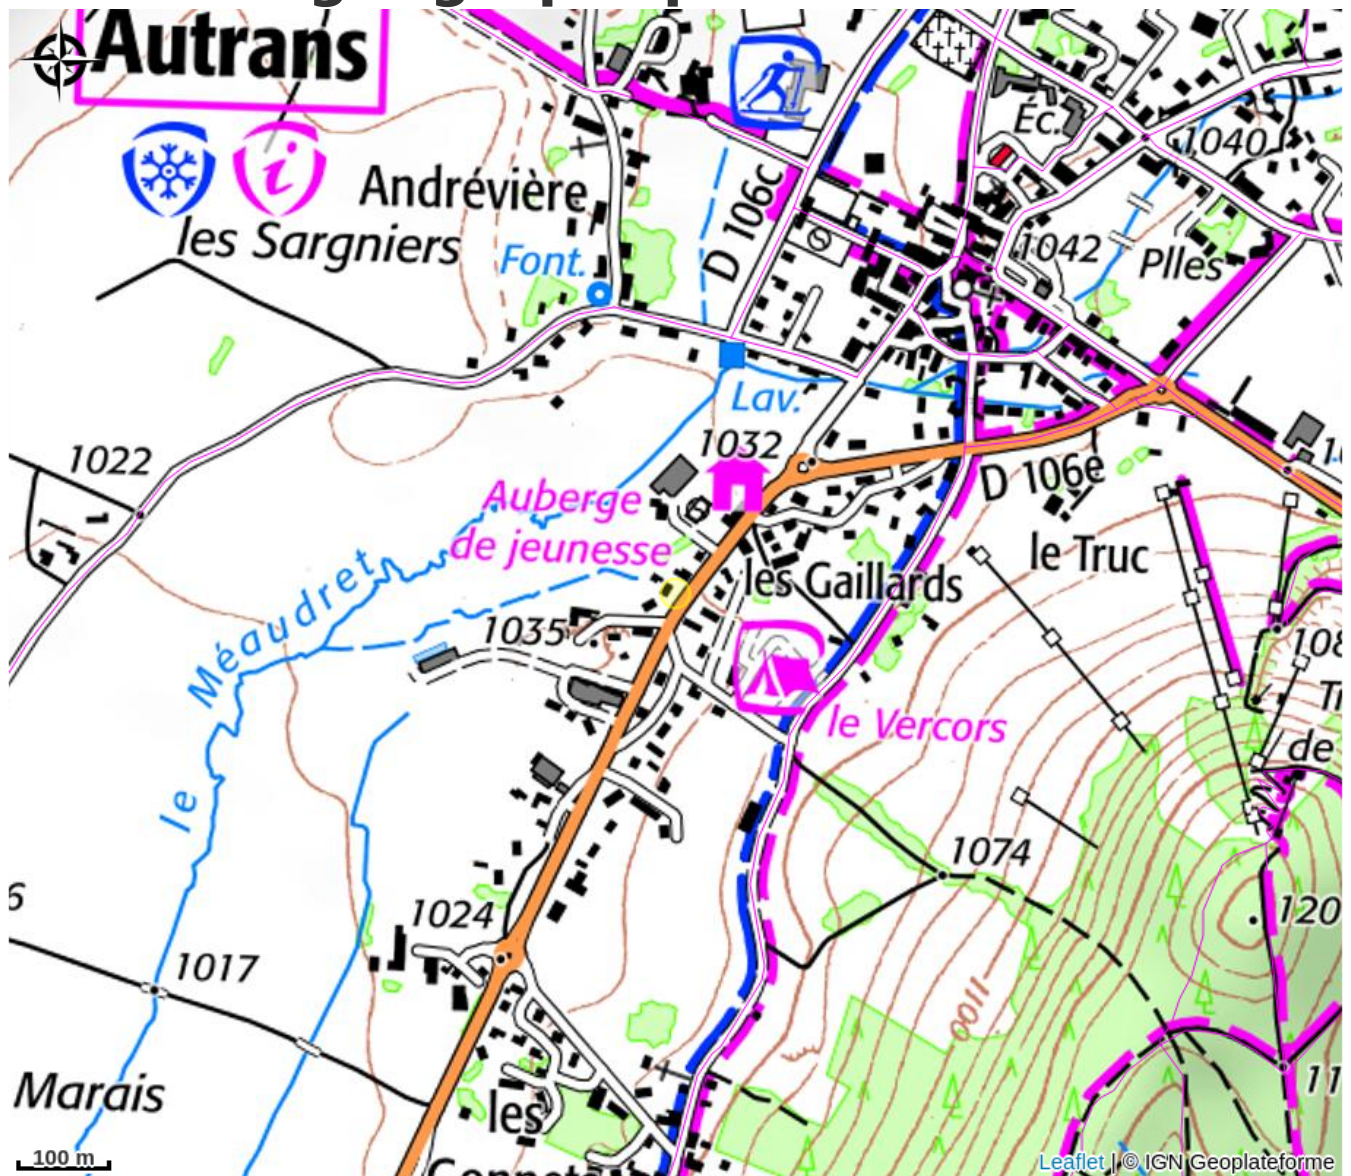 Autrans
Éc.
1040
Andrévière
les Sargniers
Font.
D 106c
1042
Plles
Lav.
1032
1022
D 106e
Auberge
de jeunesse
le Truc
les Gaillards
1035
le Méaudret
le Vercors
de
1074
1024
1017
1100
Marais
les
100 m
Leaflet | © IGN Geoplateforme